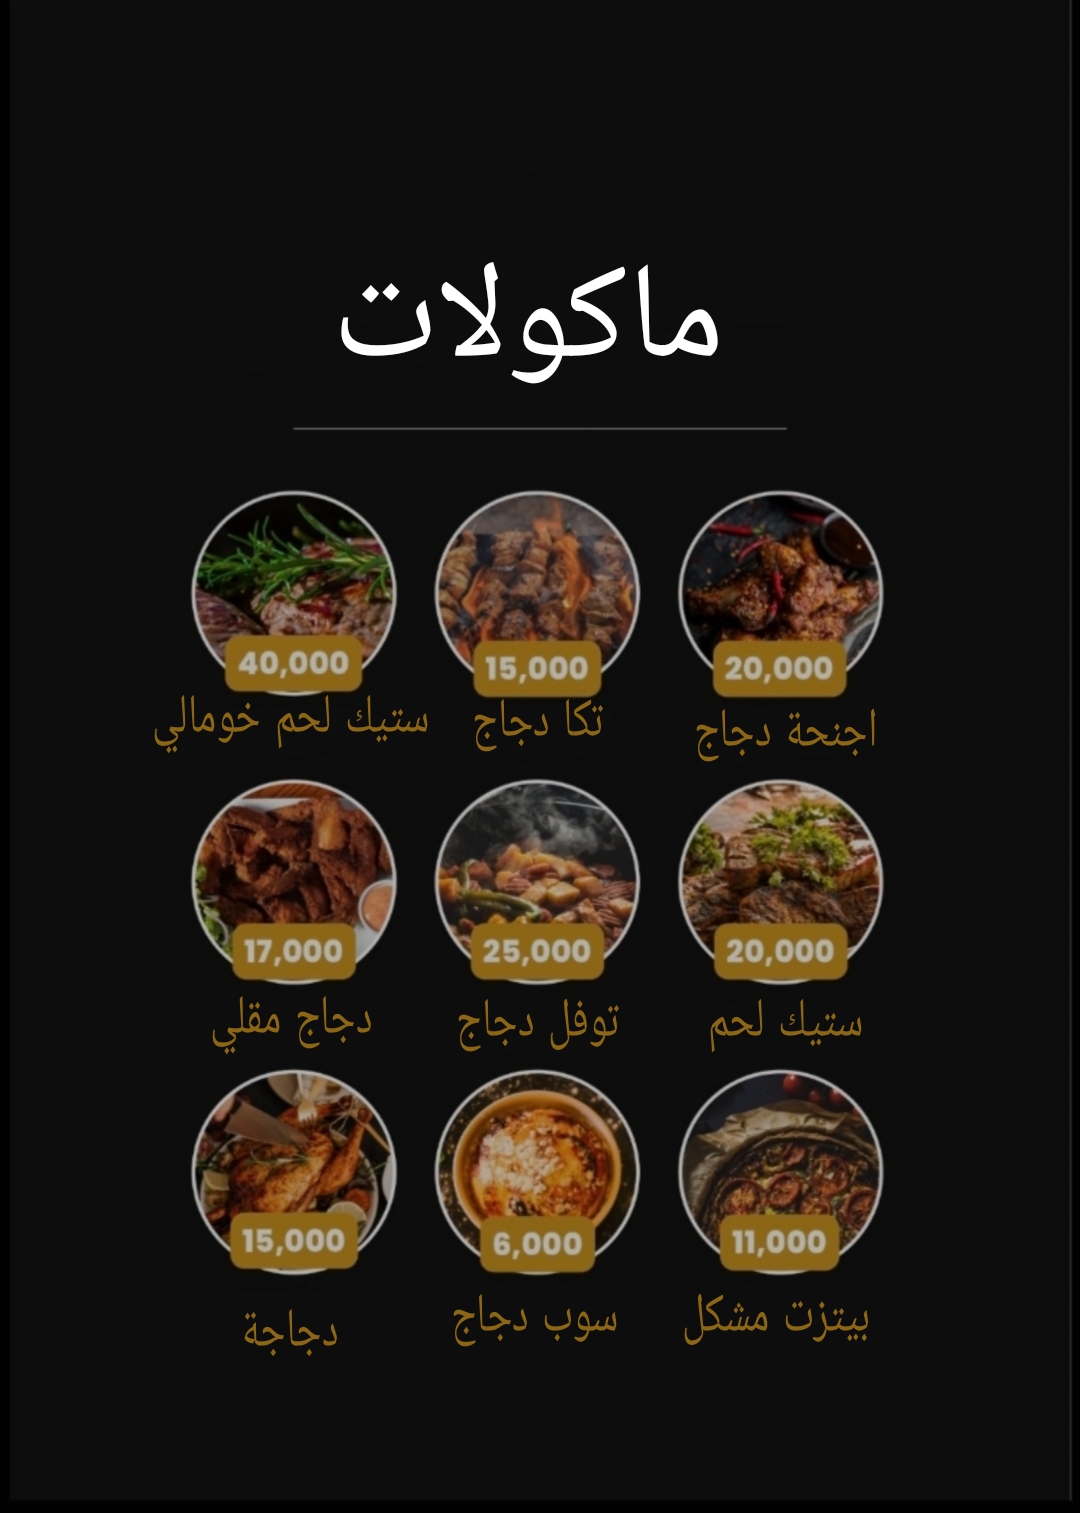 ماكولات
20,000
15,000
40,000
اجنحة دجاج
تكا دجاج
ستيك لحم خومالي
20,000
25,000
17,000
ستيك لحم
توفل دجاج
دجاج مقلي
11,000
6,000
15,000
بيتزت مشكل
سوب دجاج
دجاجة